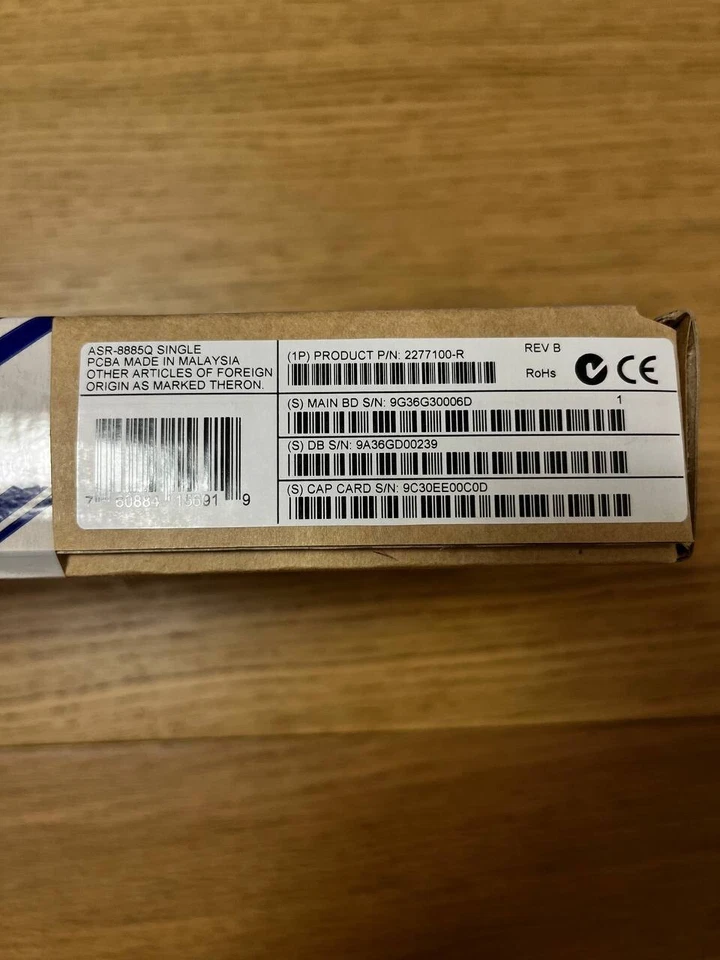 ASR-8885Q SINGLE
PCBA MADE IN MALAYSIA
OTHER ARTICLES OF FOREIGN
ORIGIN AS MARKED THERON.
(1P) PRODUCT P/N: 2277100-R
REV B
RoHs
CE
(S) MAIN BD S/N: 9G36G30006D
1
(S) DB S/N: 9A36GD00239
(S) CAP CARD S/N: 9C30EE00C0D
7
9